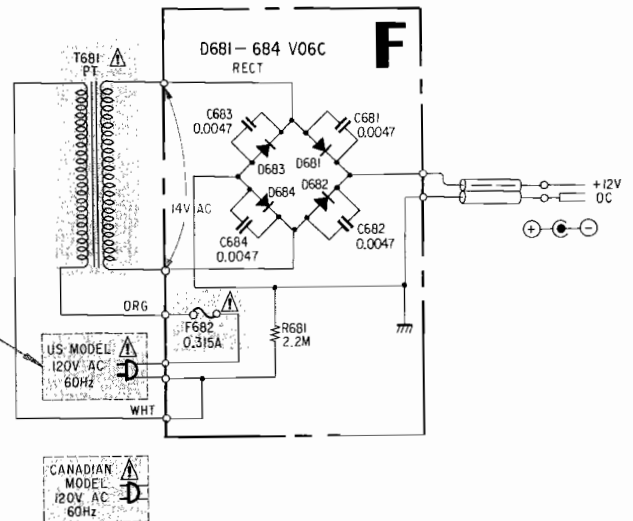 D681-684 V06C
RECT
F
T681
PT
C683
0.0047
C681
0.0047
D683
D681
D684
D682
14V AC
C684
0.0047
C682
0.0047
+12V
DC
ORG
F682
0.315A
R681
2.2M
US MODEL
120V AC
60Hz
WHT
CANADIAN
MODEL
120V AC
60Hz